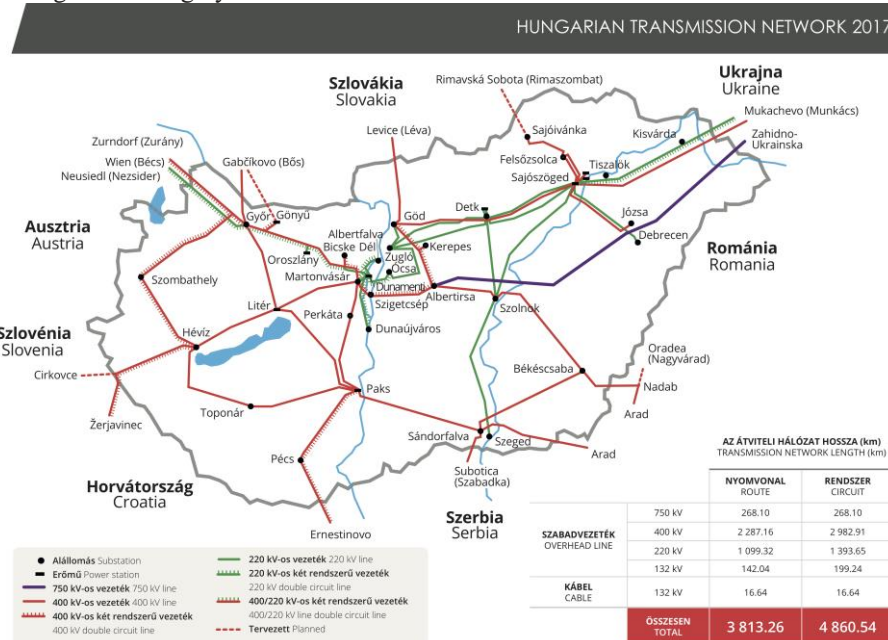 HUNGARIAN TRANSMISSION NETWORK 2017
Szlovákia
Slovakia
Rimavská Sobota (Rimaszombat)
Ukrajna
Ukraine
Mukachevo (Munkács)
Levice (Léva)
Sajóivánka
Kisvárda
Zahidno-
Ukrainska
Zurndorf (Zurány)
Wien (Bécs)
Neusiedl (Nezsider)
Gabčíkovo (Bős)
Felsőzsolca
Tiszalök
Sajószöged
Ausztria
Austria
Győr
Gönyű
Göd
Detk
Józsa
Debrecen
Albertfalva
Bicske Dél
Zugló
Kerepes
Oroszlány
Ócsa
Románia
Romania
Martonvásár
Dunamenti
Szombathely
Albertirsa
Szigetcsép
Szolnok
Litér
Perkáta
Dunaújváros
Szlovénia
Slovenia
Hévíz
Oradea
(Nagyvárad)
Cirkovce
Békéscsaba
Nadab
Paks
Toponár
Arad
Žerjavinec
Sándorfalva
Szeged
Arad
Pécs
Subotica
(Szabadka)
Horvátország
Croatia
Szerbia
Serbia
Ernestinovo
AZ ÁTVITELI HÁLÓZAT HOSSZA (km)
TRANSMISSION NETWORK LENGTH (km)
NYOMVONAL
ROUTE
RENDSZER
CIRCUIT
SZABADVEZETÉK
OVERHEAD LINE
750 kV 268.10 268.10
400 kV 2 287.16 2 982.91
220 kV 1 099.32 1 393.65
132 kV 142.04 199.24
KÁBEL
CABLE
132 kV 16.64 16.64
ÖSSZESEN
TOTAL
3 813.26 4 860.54
Alállomás Substation
Erőmű Power station
750 kV-os vezeték 750 kV line
400 kV-os vezeték 400 kV line
400 kV-os két rendszerű vezeték
400 kV double circuit line
220 kV-os vezeték 220 kV line
220 kV-os két rendszerű vezeték
220 kV double circuit line
400/220 kV-os két rendszerű vezeték
400/220 kV line double circuit line
Tervezett Planned